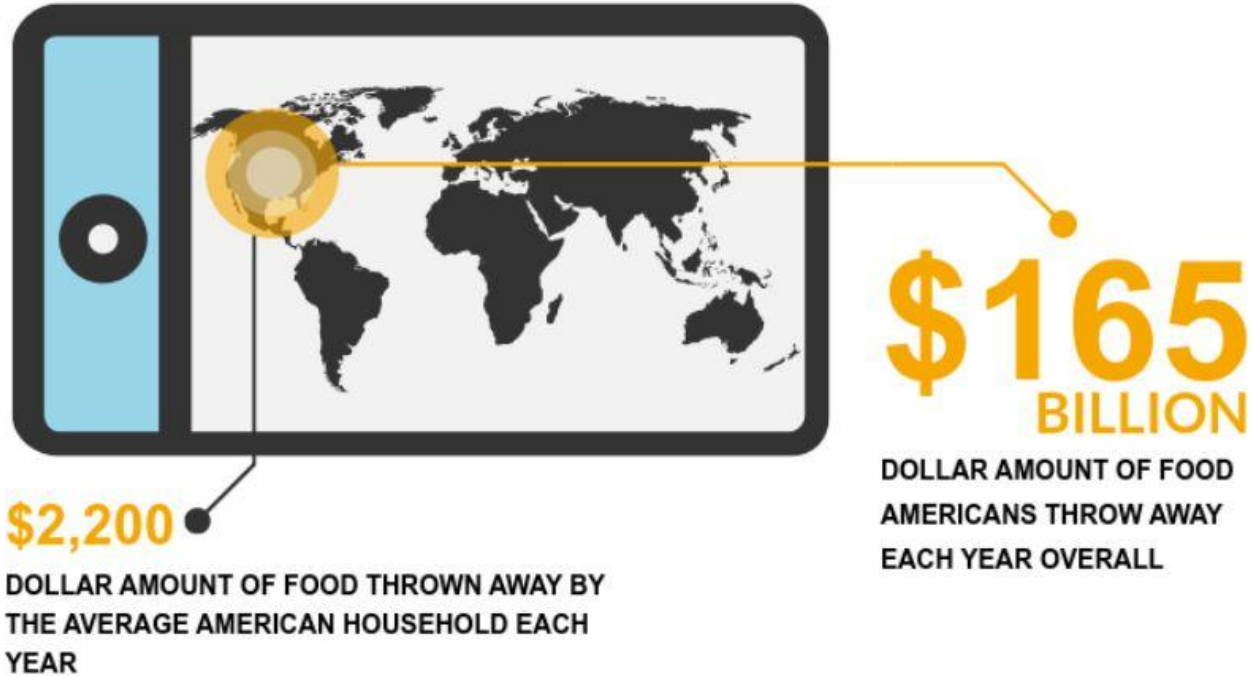 $165
BILLION
DOLLAR AMOUNT OF FOOD
AMERICANS THROW AWAY
EACH YEAR OVERALL
$2,200
DOLLAR AMOUNT OF FOOD THROWN AWAY BY
THE AVERAGE AMERICAN HOUSEHOLD EACH
YEAR